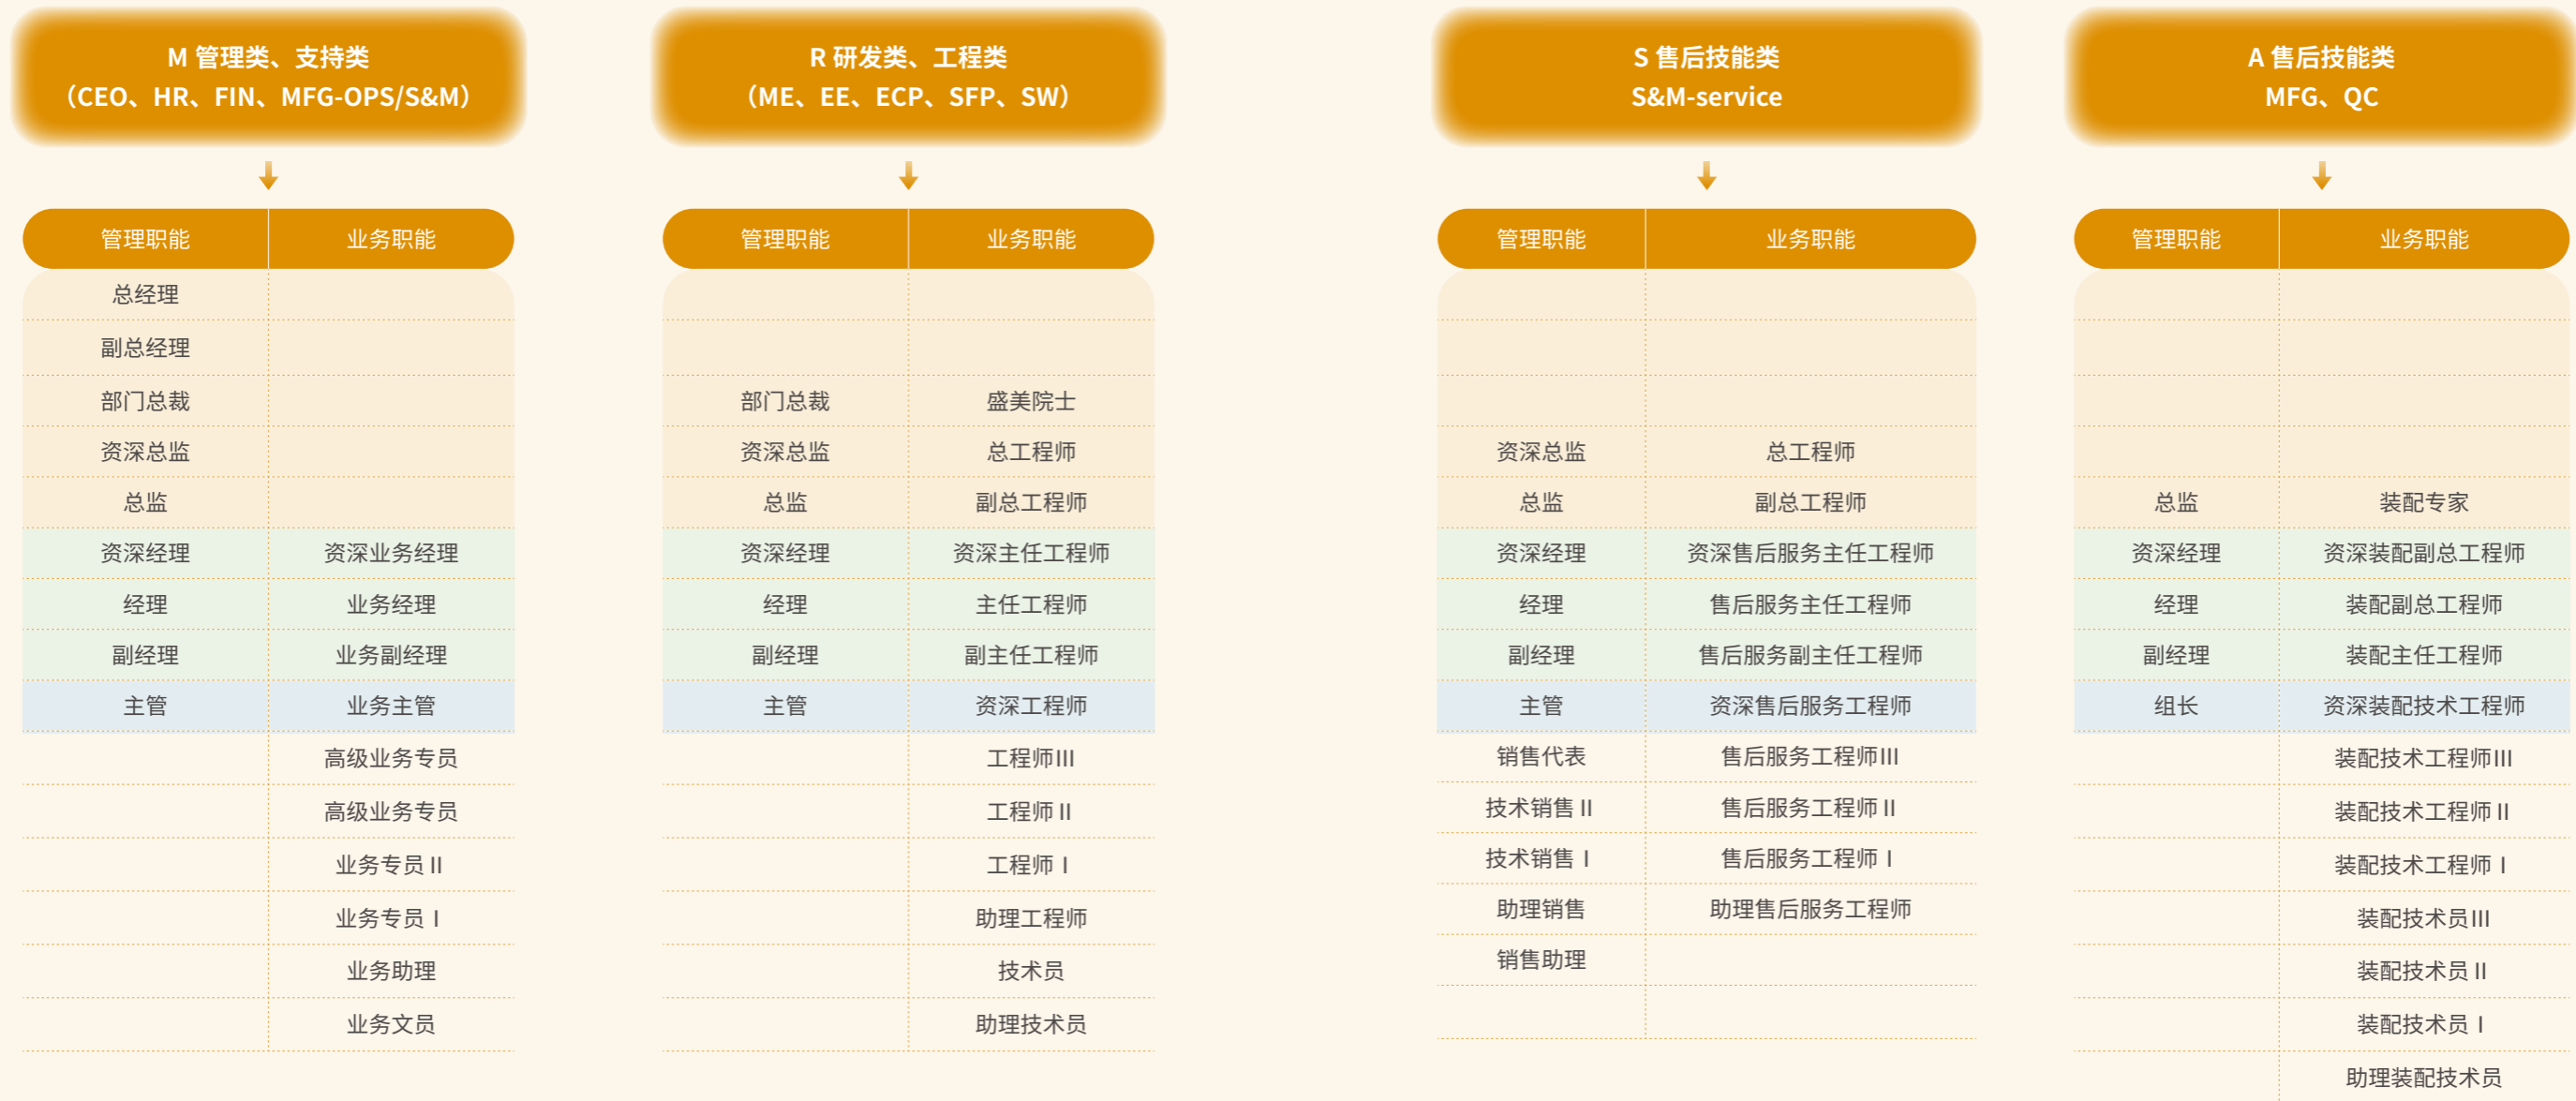 M 管理类、支持类
（CEO、HR、FIN、MFG-OPS/S&M）
管理职能 业务职能
总经理
副总经理
部门总裁
资深总监
总监
资深经理 资深业务经理
经理 业务经理
副经理 业务副经理
主管 业务主管
高级业务专员
高级业务专员
业务专员Ⅱ
业务专员Ⅰ
业务助理
业务文员
R 研发类、工程类
（ME、EE、ECP、SFP、SW）
管理职能 业务职能
部门总裁 盛美院士
资深总监 总工程师
总监 副总工程师
资深经理 资深主任工程师
经理 主任工程师
副经理 副主任工程师
主管 资深工程师
工程师Ⅲ
工程师Ⅱ
工程师Ⅰ
助理工程师
技术员
助理技术员
S 售后技能类
S&M-service
管理职能 业务职能
资深总监 总工程师
总监 副总工程师
资深经理 资深售后服务主任工程师
经理 售后服务主任工程师
副经理 售后服务副主任工程师
主管 资深售后服务工程师
销售代表 售后服务工程师Ⅲ
技术销售Ⅱ 售后服务工程师Ⅱ
技术销售Ⅰ 售后服务工程师Ⅰ
助理销售 助理售后服务工程师
销售助理
A 售后技能类
MFG、QC
管理职能 业务职能
总监 装配专家
资深经理 资深装配副总工程师
经理 装配副总工程师
副经理 装配主任工程师
组长 资深装配技术工程师
装配技术工程师Ⅲ
装配技术工程师Ⅱ
装配技术工程师Ⅰ
装配技术员Ⅲ
装配技术员Ⅱ
装配技术员Ⅰ
助理装配技术员